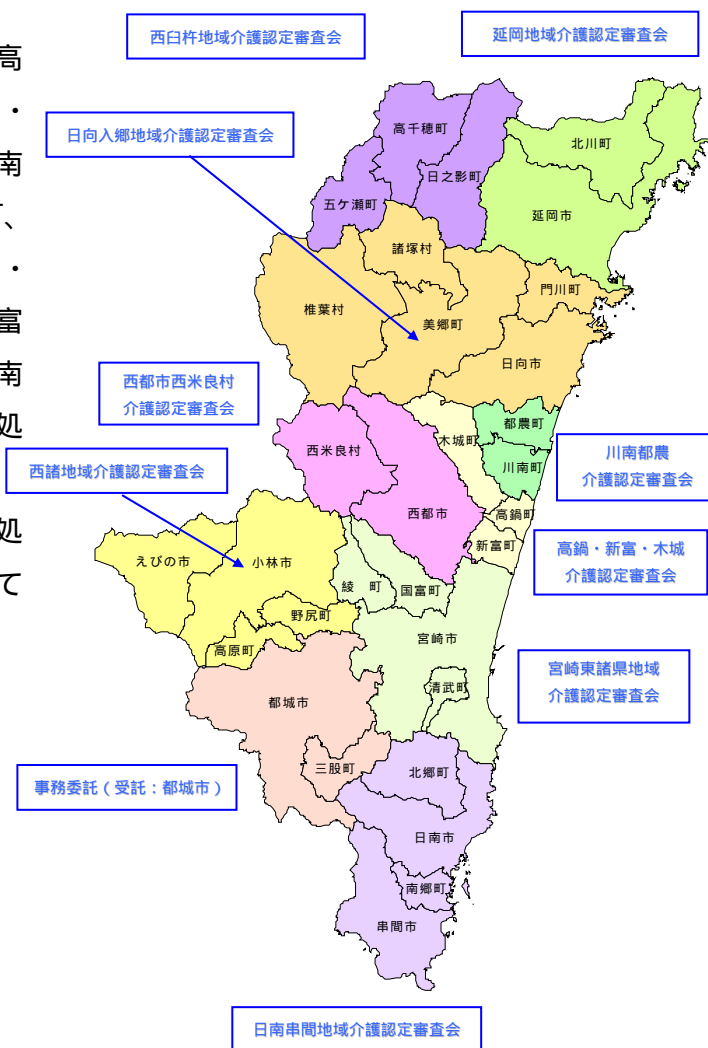 西臼杵地域介護認定審査会
延岡地域介護認定審査会
高
・
南
、
・
富
南
処
処
て
日向入郷地域介護認定審査会
高千穂町
日之影町
五ケ瀬町
北川町
延岡市
諸塚村
椎葉村
美郷町
門川町
日向市
西都市西米良村
介護認定審査会
木城町
都農町
川南町
西米良村
西都市
高鍋町
新富町
川南都農
介護認定審査会
西諸地域介護認定審査会
高鍋・新富・木城
介護認定審査会
えびの市
小林市
綾 町
国富町
野尻町
高原町
宮崎市
清武町
宮崎東諸県地域
介護認定審査会
都城市
三股町
事務委託(受託:都城市)
北郷町
日南市
南郷町
串間市
日南串間地域介護認定審査会